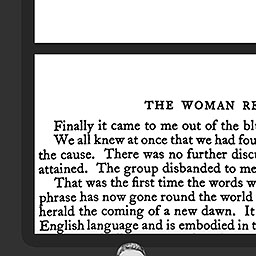 THE WOMAN RE
Finally it came to me out of the bl
We all knew at once that we had fou
the cause. There was no further disc
attained. The group disbanded to me
That was the first time the words w
phrase has now gone round the world
herald the coming of a new dawn. It
English language and is embodied in t